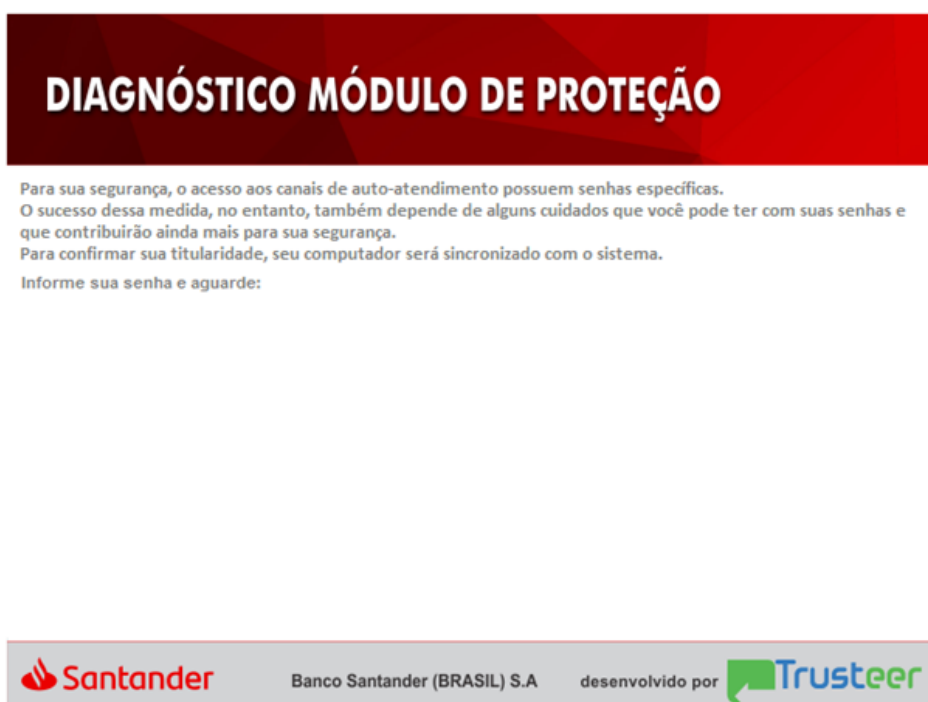 DIAGNÓSTICO MÓDULO DE PROTEÇÃO
Para sua segurança, o acesso aos canais de auto-atendimento possuem senhas específicas.
O sucesso dessa medida, no entanto, também depende de alguns cuidados que você pode ter com suas senhas e
que contribuirão ainda mais para sua segurança.
Para confirmar sua titularidade, seu computador será sincronizado com o sistema.
Informe sua senha e aguarde:
Santander Banco Santander (BRASIL) S.A desenvolvido por Trusteer